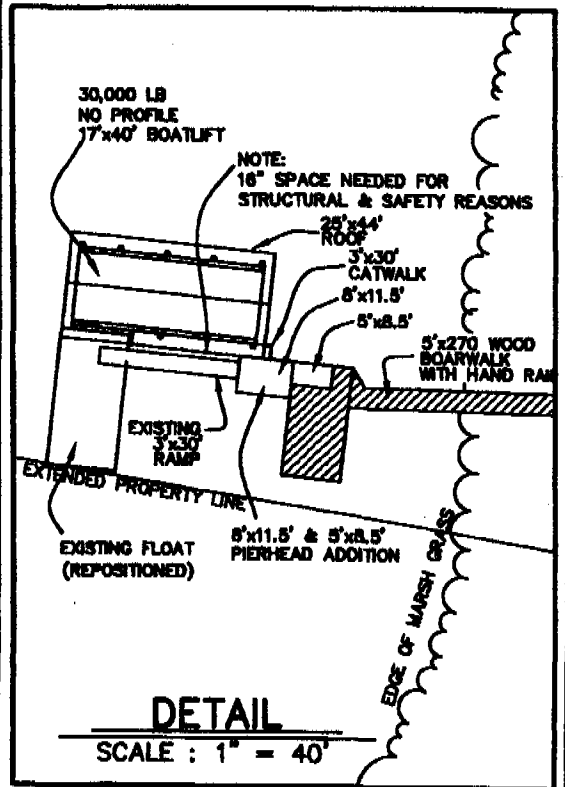 30,000 LB
NO PROFILE
17'x40' BOATLIFT
NOTE:
16" SPACE NEEDED FOR
STRUCTURAL & SAFETY REASONS
25'x44'
ROOF
3'x30'
CATWALK
8'x11.5'
5'x8.5'
5'x270 WOOD
BOARWALK
WITH HAND RAI
EXISTING
3'x30'
RAMP
EXTENDED PROPERTY LINE
EXISTING FLOAT
(REPOSITIONED)
8'x11.5' & 5'x8.5'
PIERHEAD ADDITION
EDGE OF MARSH GRASS
DETAIL
SCALE : 1" = 40'